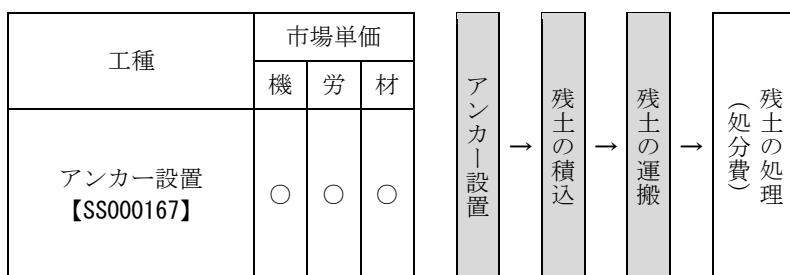 工種
市場単価
機 労 材
アンカー設置
【SS000167】
○ ○ ○
アンカー設置
→
残土の積込
→
残土の運搬
→
残土の処理
（処分費）